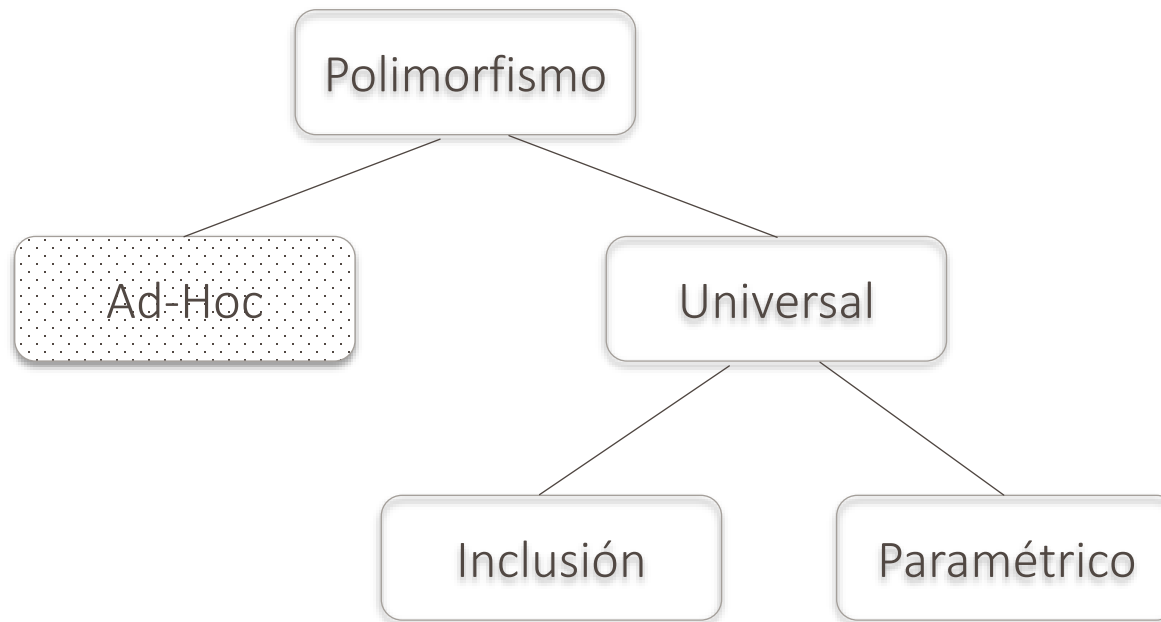 Polimorfismo
Ad-Hoc
Universal
Inclusión
Paramétrico